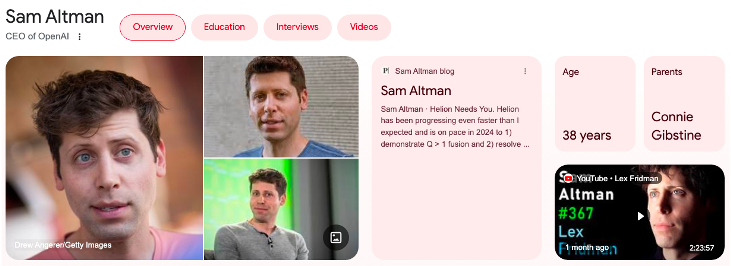 Sam Altman
CEO of OpenAI
Overview
Education
Interviews
Videos
Drew Angerer/Getty Images
Sam Altman blog
Sam Altman
Sam Altman · Helion Needs You. Helion
has been progressing even faster than I
expected and is on pace in 2024 to 1)
demonstrate Q > 1 fusion and 2) resolve ...
Age
38 years
Parents
Connie
Gibstine
YouTube • Lex Fridman
Altman
#367
Lex
Fridman
1 month ago
2:23:57